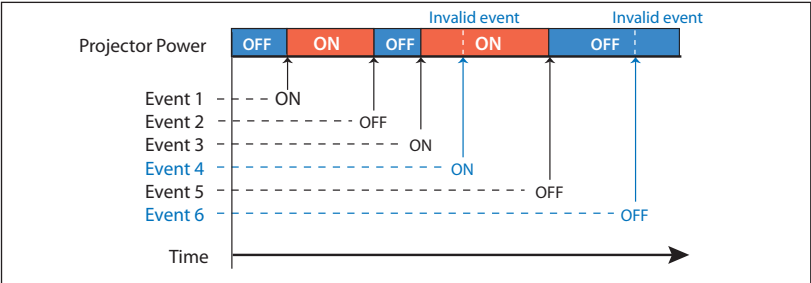 Invalid event Invalid event
Projector Power OFF ON OFF ON OFF
Event 1 ON
Event 2 OFF
Event 3 ON
Event 4 ON
Event 5 OFF
Event 6 OFF
Time